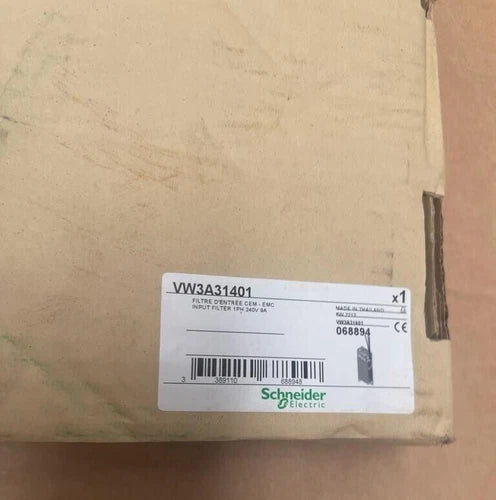 VW3A31401
x1
FILTRE D'ENTREE CEM - EMC
INPUT FILTER 1PH 240V 9A
MADE IN THAILAND
VW3A31401
068894
CE
3 389110 688948
Schneider
Electric